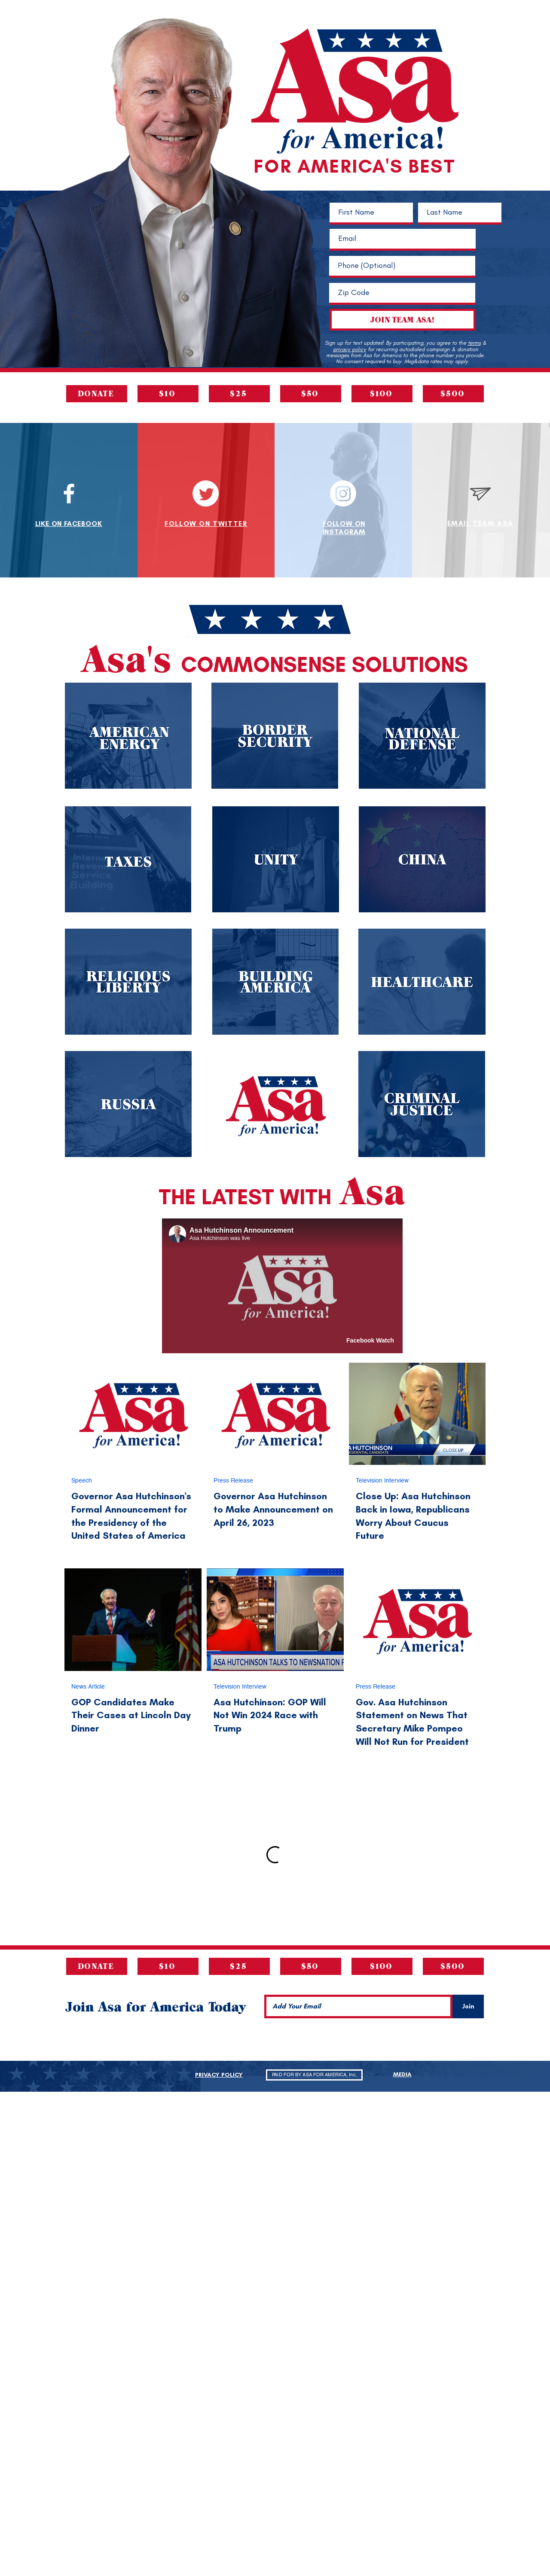 Asa
for America!
FOR AMERICA'S BEST
First Name
Last Name
Email
Phone (Optional)
Zip Code
JOIN TEAM ASA!
Sign up for text updates! By participating, you agree to the terms &
privacy policy for recurring autodialed campaign & donation
messages from Asa for America to the phone number you provide.
No consent required to buy. Msg&data rates may apply.
DONATE
$10
$25
$50
$100
$500
LIKE ON FACEBOOK
FOLLOW ON TWITTER
FOLLOW ON
INSTAGRAM
EMAIL TEAM ASA
Asa's COMMONSENSE SOLUTIONS
AMERICAN
ENERGY
BORDER
SECURITY
NATIONAL
DEFENSE
TAXES
Internal
Revenue
Service
Building
UNITY
CHINA
RELIGIOUS
LIBERTY
BUILDING
AMERICA
HEALTHCARE
RUSSIA
Asa
for America!
CRIMINAL
JUSTICE
THE LATEST WITH Asa
Asa Hutchinson Announcement
Asa Hutchinson was live
Asa
for America!
Facebook Watch
Asa
for America!
Speech
Governor Asa Hutchinson's
Formal Announcement for
the Presidency of the
United States of America
Asa
for America!
Press Release
Governor Asa Hutchinson
to Make Announcement on
April 26, 2023
A HUTCHINSON
ESIDENTIAL CANDIDATE
CLOSE UP
Television Interview
Close Up: Asa Hutchinson
Back in Iowa, Republicans
Worry About Caucus
Future
News Article
GOP Candidates Make
Their Cases at Lincoln Day
Dinner
ASA HUTCHINSON TALKS TO NEWSNATION F
Television Interview
Asa Hutchinson: GOP Will
Not Win 2024 Race with
Trump
Asa
for America!
Press Release
Gov. Asa Hutchinson
Statement on News That
Secretary Mike Pompeo
Will Not Run for President
DONATE
$10
$25
$50
$100
$500
Join Asa for America Today
Add Your Email
Join
PRIVACY POLICY
PAID FOR BY ASA FOR AMERICA, Inc.
MEDIA